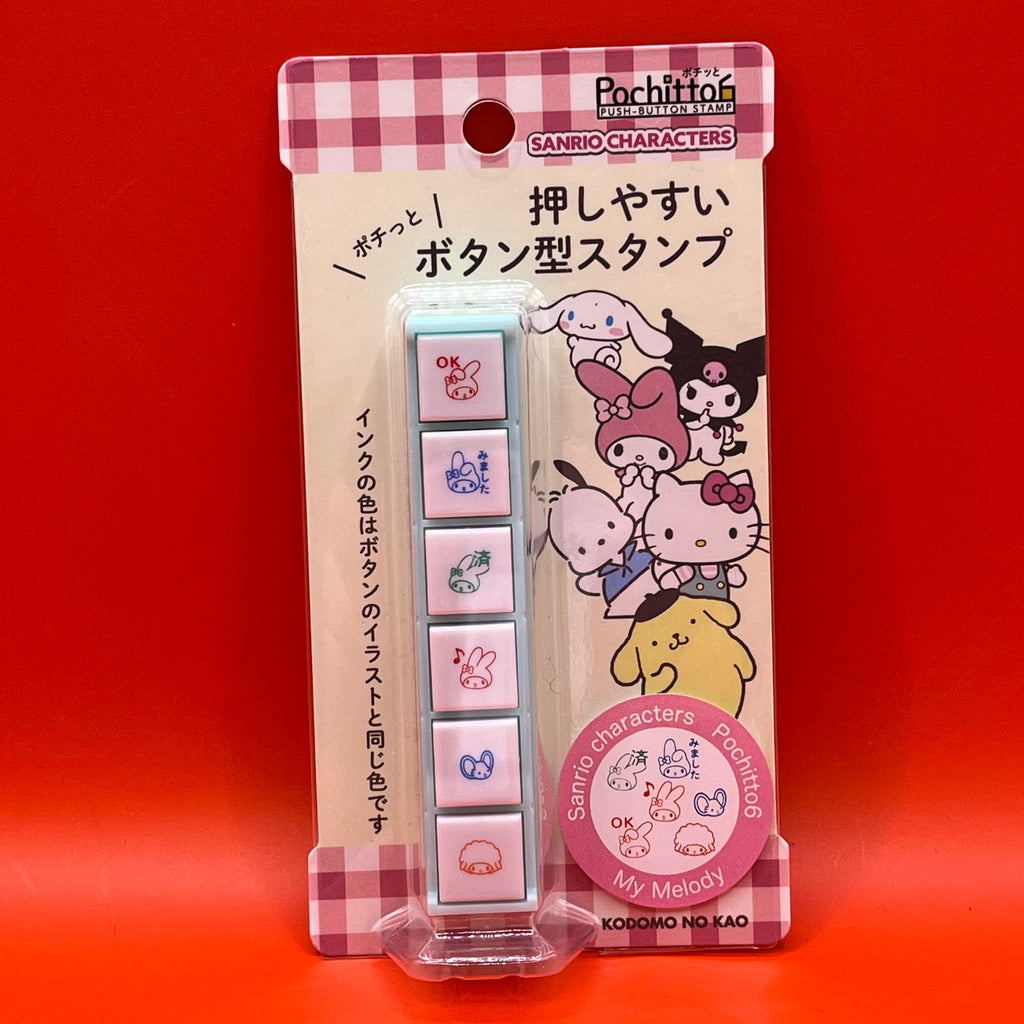 ポチッと
Pochitto6
PUSH-BUTTON STAMP
SANRIO CHARACTERS
ポチっと
押しやすい
ボタン型スタンプ
インクの色はボタンのイラストと同じ色です
OK
みました
済
Sanrio characters Pochitto6
済
みました
OK
My Melody
KODOMO NO KAO